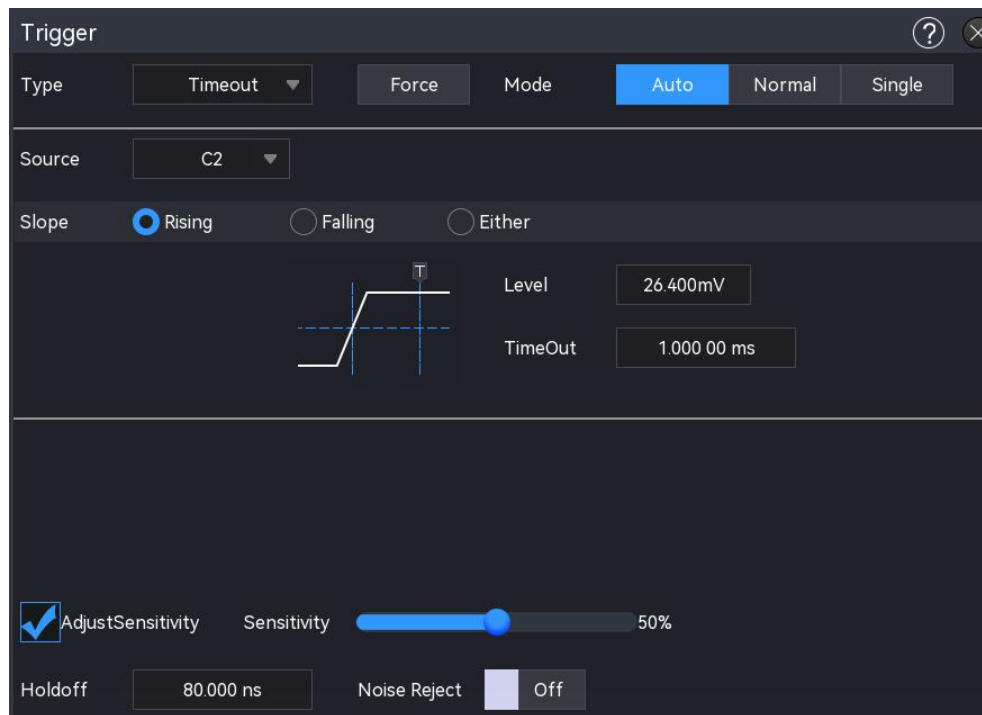 Trigger ?
Type Timeout Force Mode Auto Normal Single
Source C2
Slope Rising Falling Either
T
Level 26.400mV
TimeOut 1.000 00 ms
AdjustSensitivity Sensitivity 50%
Holdoff 80.000 ns Noise Reject Off